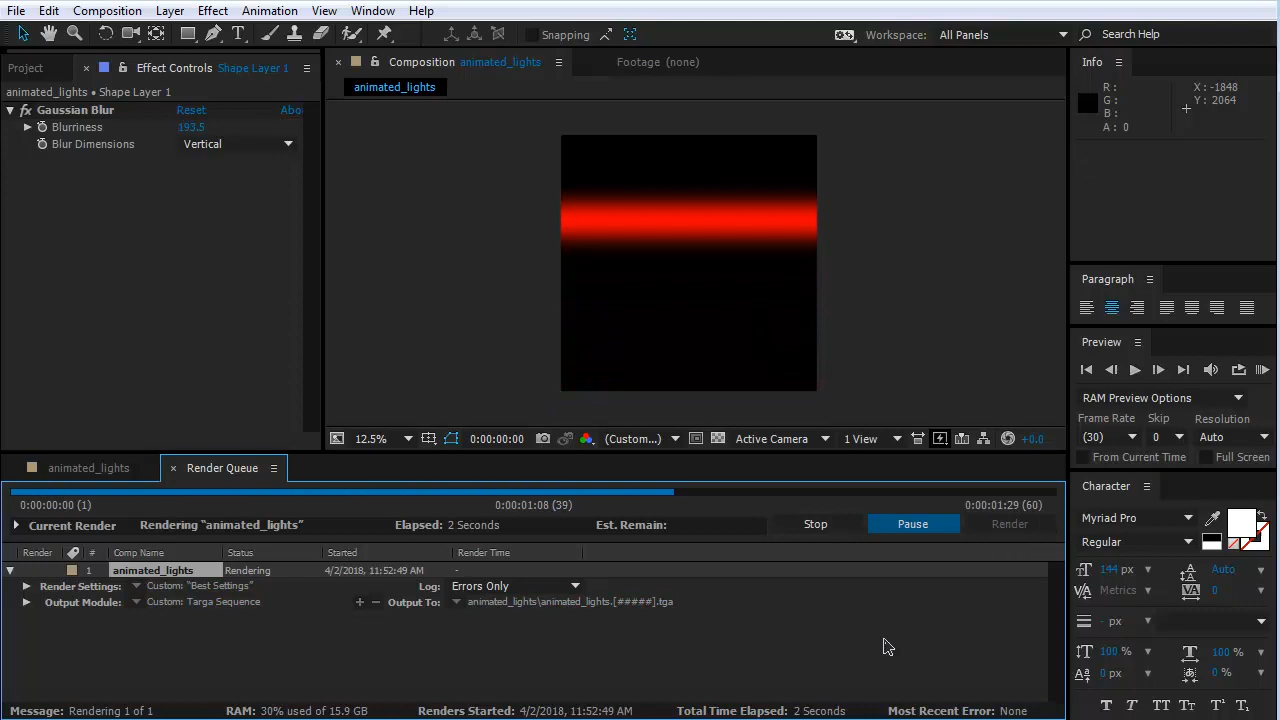 File Edit Composition Layer Effect Animation View Window Help
Snapping Workspace: All Panels Search Help
Project Effect Controls Shape Layer 1 Composition animated_lights Footage (none) Info
animated_lights • Shape Layer 1 animated_lights
fx Gaussian Blur Reset Abo
Blurriness 193.5
Blur Dimensions Vertical
R : X: -1848
G : Y: 2064
B :
A : 0
Paragraph
Preview
RAM Preview Options
Frame Rate Skip Resolution
(30) 0 Auto
From Current Time Full Screen
12.5% 0:00:00:00 (Custom...) Active Camera 1 View +0.0
animated_lights Render Queue
0:00:00:00 (1) 0:00:01:08 (39) 0:00:01:29 (60)
Current Render Rendering “animated_lights” Elapsed: 2 Seconds Est. Remain: Stop Pause Render
Render # Comp Name Status Started Render Time
1 animated_lights Rendering 4/2/2018, 11:52:49 AM -
Render Settings: Custom: “Best Settings” Log: Errors Only
Output Module: Custom: Targa Sequence + − Output To: animated_lights\animated_lights.[#####].tga
Character
Myriad Pro
Regular
144 px Auto
Metrics 0
- px
100 % 100 %
0 px 0 %
T T TT Tт T¹ T₁
Message: Rendering 1 of 1 RAM: 30% used of 15.9 GB Renders Started: 4/2/2018, 11:52:49 AM Total Time Elapsed: 2 Seconds Most Recent Error: None